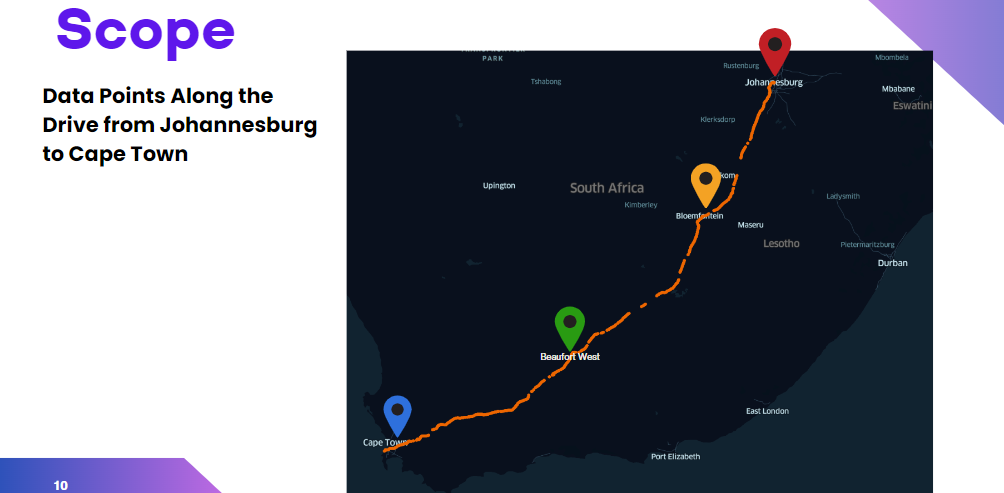 Scope
Data Points Along the
Drive from Johannesburg
to Cape Town
PARK
Tshabong
Rustenburg
Johannesburg
Mbombela
Mbabane
Eswatini
Klerksdorp
Upington
South Africa
Kimberley
kom
Bloemfontein
Maseru
Lesotho
Ladysmith
Pietermaritzburg
Durban
Beaufort West
Cape Town
East London
Port Elizabeth
10